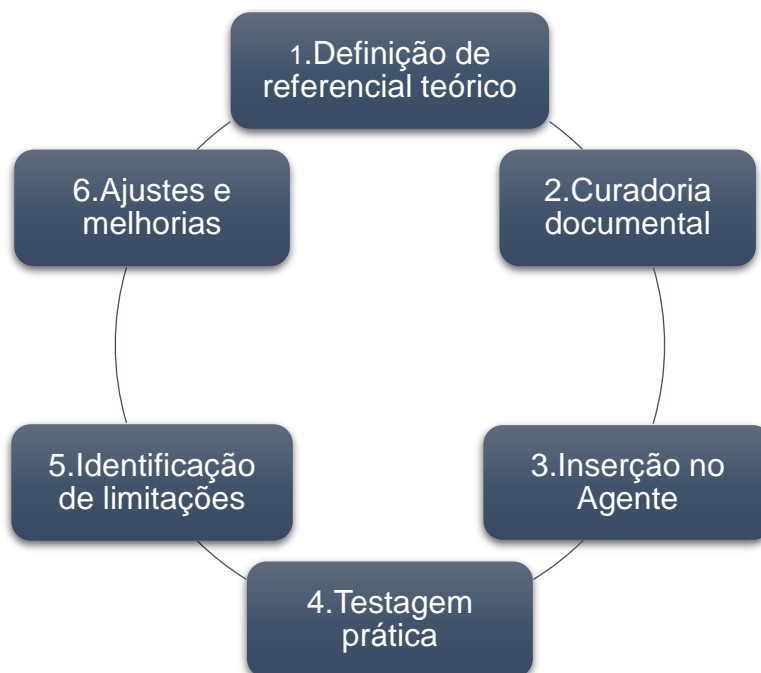 1.Definição de
referencial teórico
2.Curadoria
documental
3.Inserção no
Agente
4.Testagem
prática
5.Identificação
de limitações
6.Ajustes e
melhorias